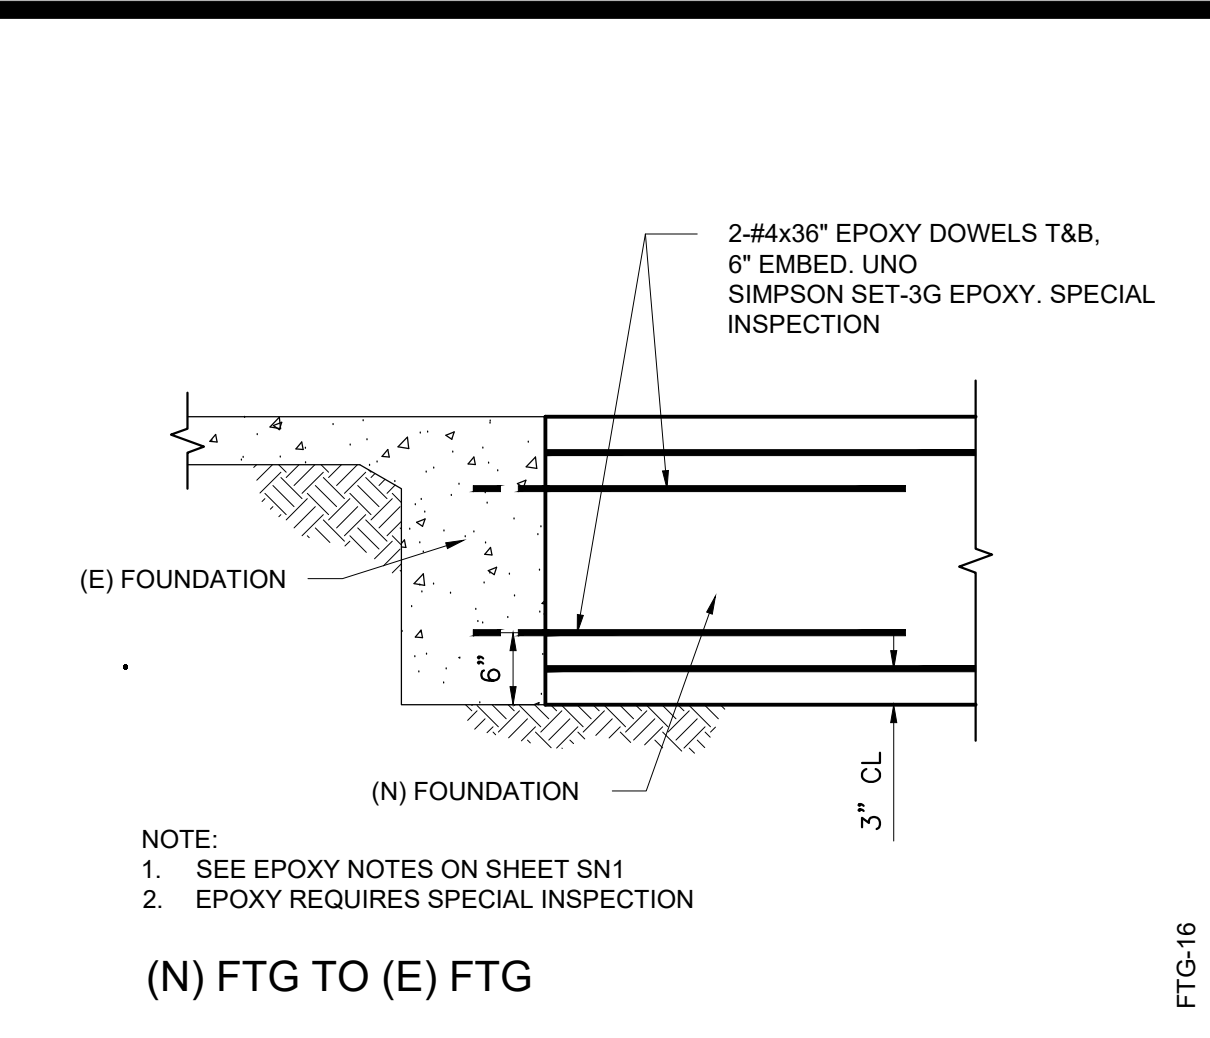 2-#4x36" EPOXY DOWELS T&B,
6" EMBED. UNO
SIMPSON SET-3G EPOXY. SPECIAL
INSPECTION
(E) FOUNDATION
6"
(N) FOUNDATION
3" CL
NOTE:
1. SEE EPOXY NOTES ON SHEET SN1
2. EPOXY REQUIRES SPECIAL INSPECTION
(N) FTG TO (E) FTG
FTG-16